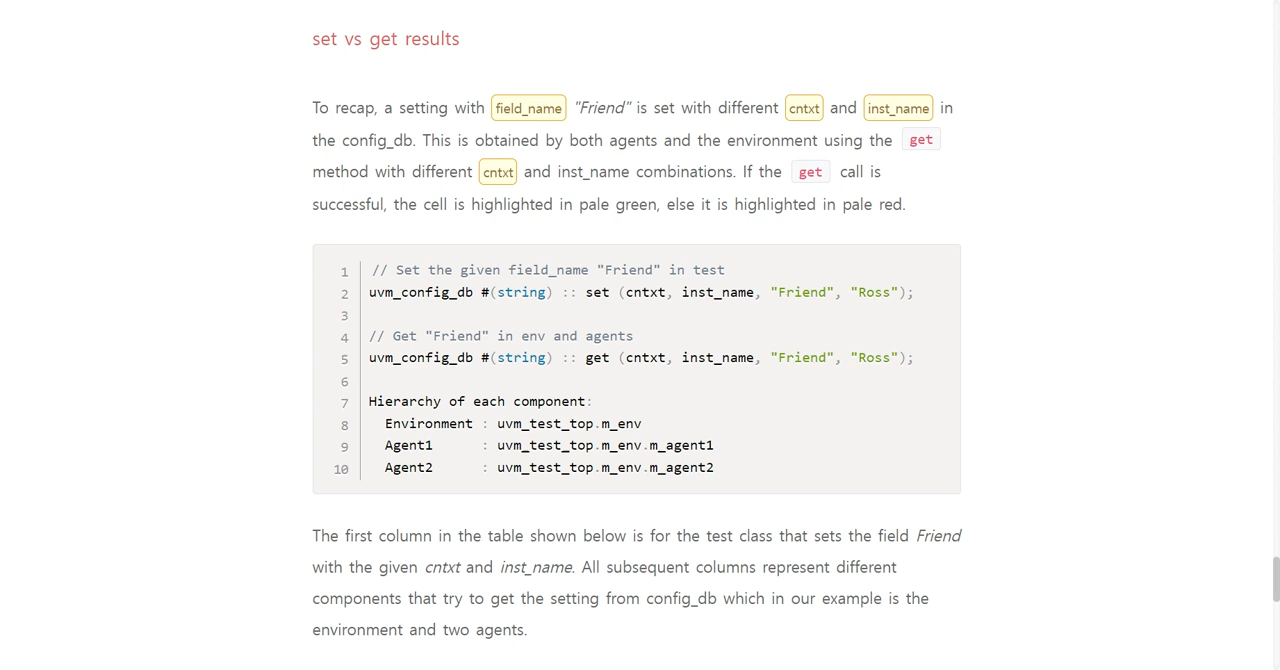 set vs get results
To recap, a setting with field_name "Friend" is set with different cntxt and inst_name in
the config_db. This is obtained by both agents and the environment using the get
method with different cntxt and inst_name combinations. If the get call is
successful, the cell is highlighted in pale green, else it is highlighted in pale red.
1 // Set the given field_name "Friend" in test
2 uvm_config_db #(string) :: set (cntxt, inst_name, "Friend", "Ross");
3
4 // Get "Friend" in env and agents
5 uvm_config_db #(string) :: get (cntxt, inst_name, "Friend", "Ross");
6
7 Hierarchy of each component:
8   Environment : uvm_test_top.m_env
9   Agent1      : uvm_test_top.m_env.m_agent1
10   Agent2      : uvm_test_top.m_env.m_agent2
The first column in the table shown below is for the test class that sets the field Friend
with the given cntxt and inst_name. All subsequent columns represent different
components that try to get the setting from config_db which in our example is the
environment and two agents.